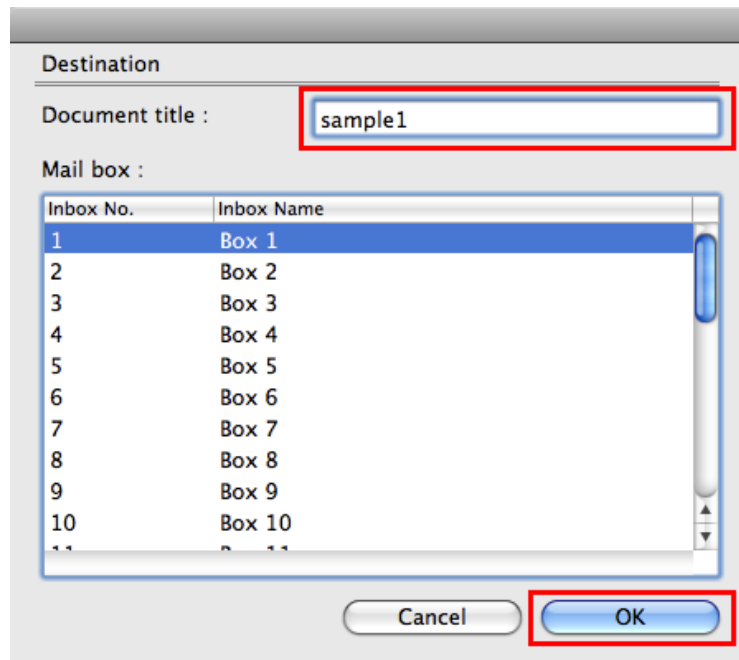 Destination
Document title :
sample1
Mail box :
Inbox No. Inbox Name
1 Box 1
2 Box 2
3 Box 3
4 Box 4
5 Box 5
6 Box 6
7 Box 7
8 Box 8
9 Box 9
10 Box 10
Cancel OK